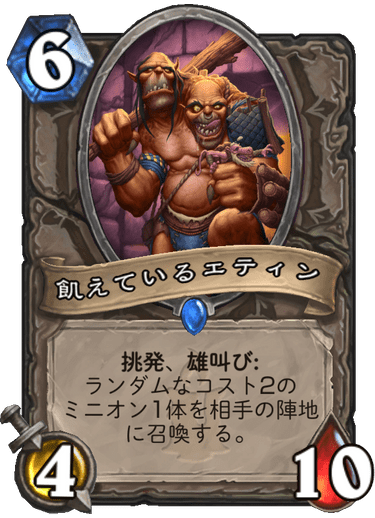 6
飢えているエティン
挑発、雄叫び:
ランダムなコスト2の
ミニオン1体を相手の陣地
に召喚する。
4
10